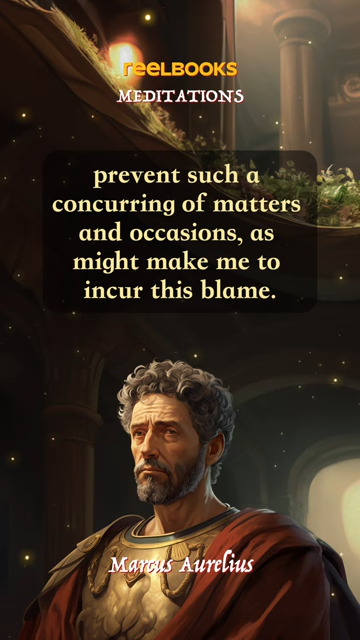 reelBOOKS
MEDITATIONS
prevent such a
concurring of matters
and occasions, as
might make me to
incur this blame.
Marcus Aurelius